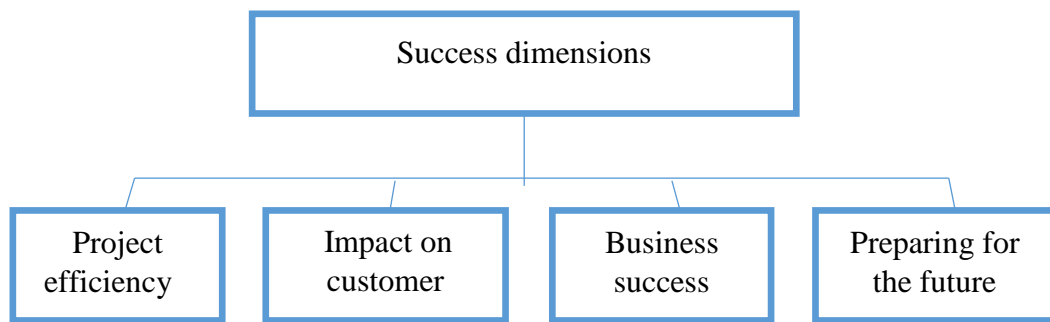 Success dimensions
Project
efficiency
Impact on
customer
Business
success
Preparing for
the future